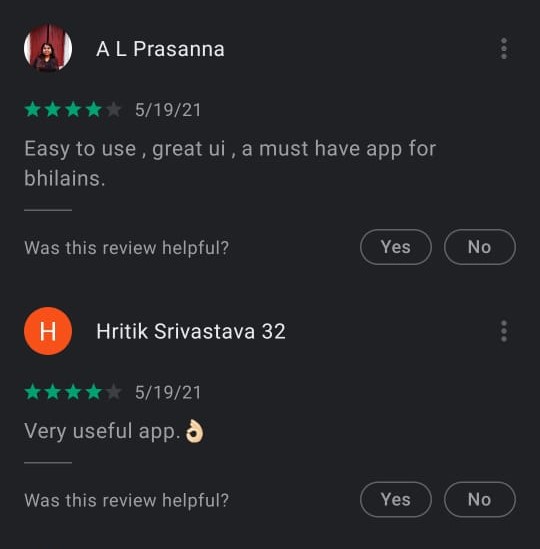 A L Prasanna
5/19/21
Easy to use , great ui , a must have app for
bhilains.
Was this review helpful?
Yes
No
H
Hritik Srivastava 32
5/19/21
Very useful app.👌🏻
Was this review helpful?
Yes
No